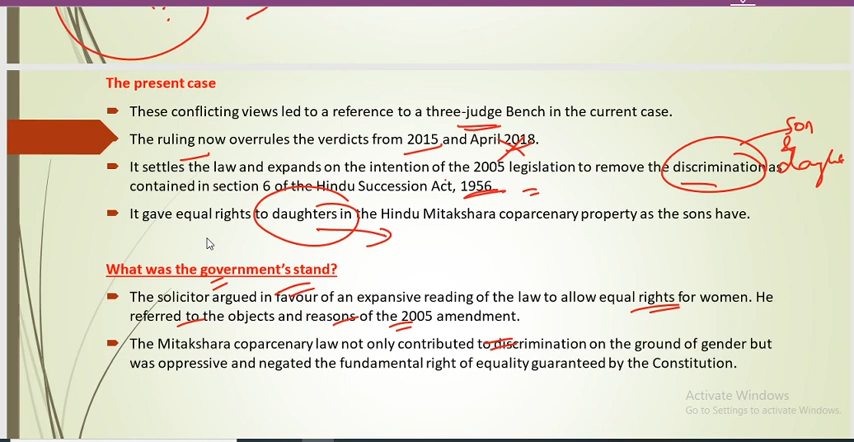 The present case
These conflicting views led to a reference to a three-judge Bench in the current case.
The ruling now overrules the verdicts from 2015 and April 2018.
It settles the law and expands on the intention of the 2005 legislation to remove the discrimination as
contained in section 6 of the Hindu Succession Act, 1956.
It gave equal rights to daughters in the Hindu Mitakshara coparcenary property as the sons have.
son
&
What was the government's stand?
The solicitor argued in favour of an expansive reading of the law to allow equal rights for women. He
referred to the objects and reasons of the 2005 amendment.
The Mitakshara coparcenary law not only contributed to discrimination on the ground of gender but
was oppressive and negated the fundamental right of equality guaranteed by the Constitution.
Activate Windows
Go to Settings to activate Windows.